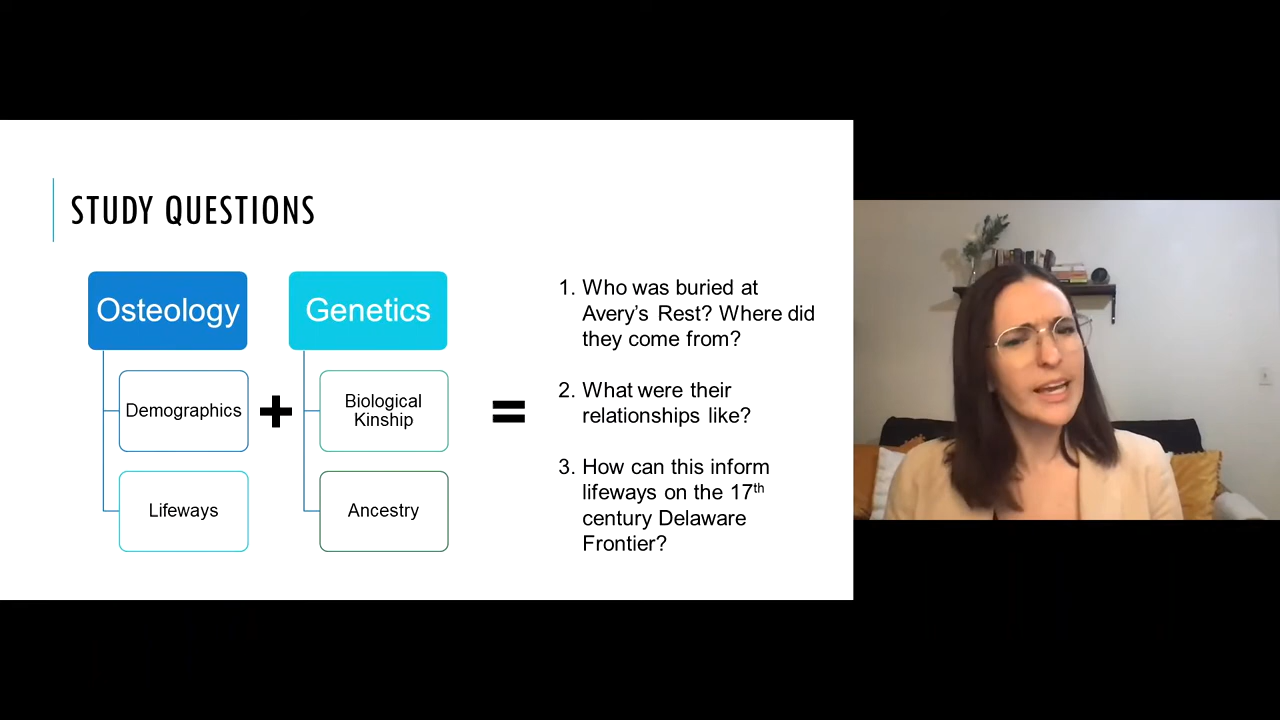 STUDY QUESTIONS
Osteology
Demographics
Lifeways
+
Genetics
Biological
Kinship
Ancestry
=
1. Who was buried at
Avery’s Rest? Where did
they come from?
2. What were their
relationships like?
3. How can this inform
lifeways on the 17th
century Delaware
Frontier?